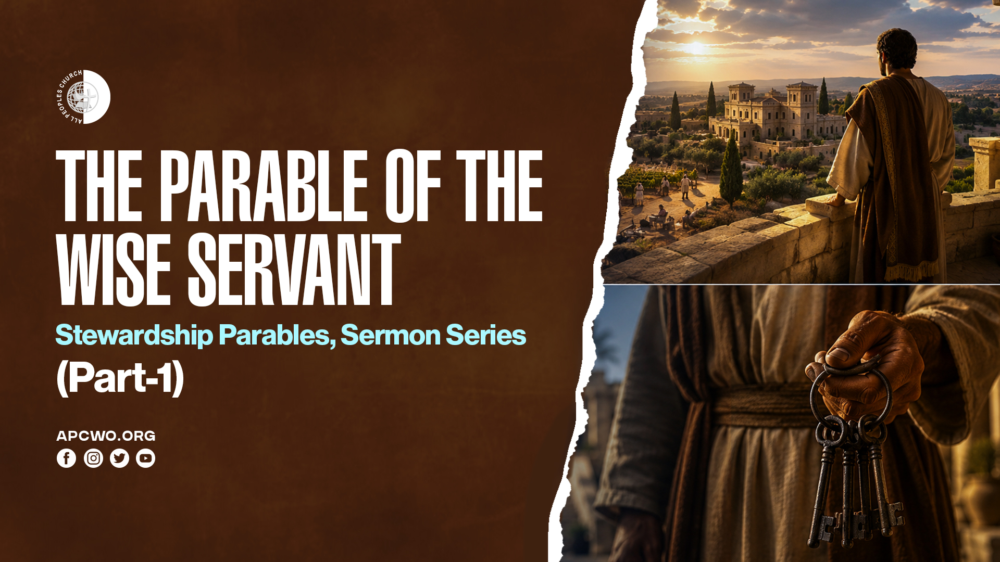 ALL PEOPLES CHURCH
THE PARABLE OF THE
WISE SERVANT
Stewardship Parables, Sermon Series
(Part-1)
APCWO.ORG